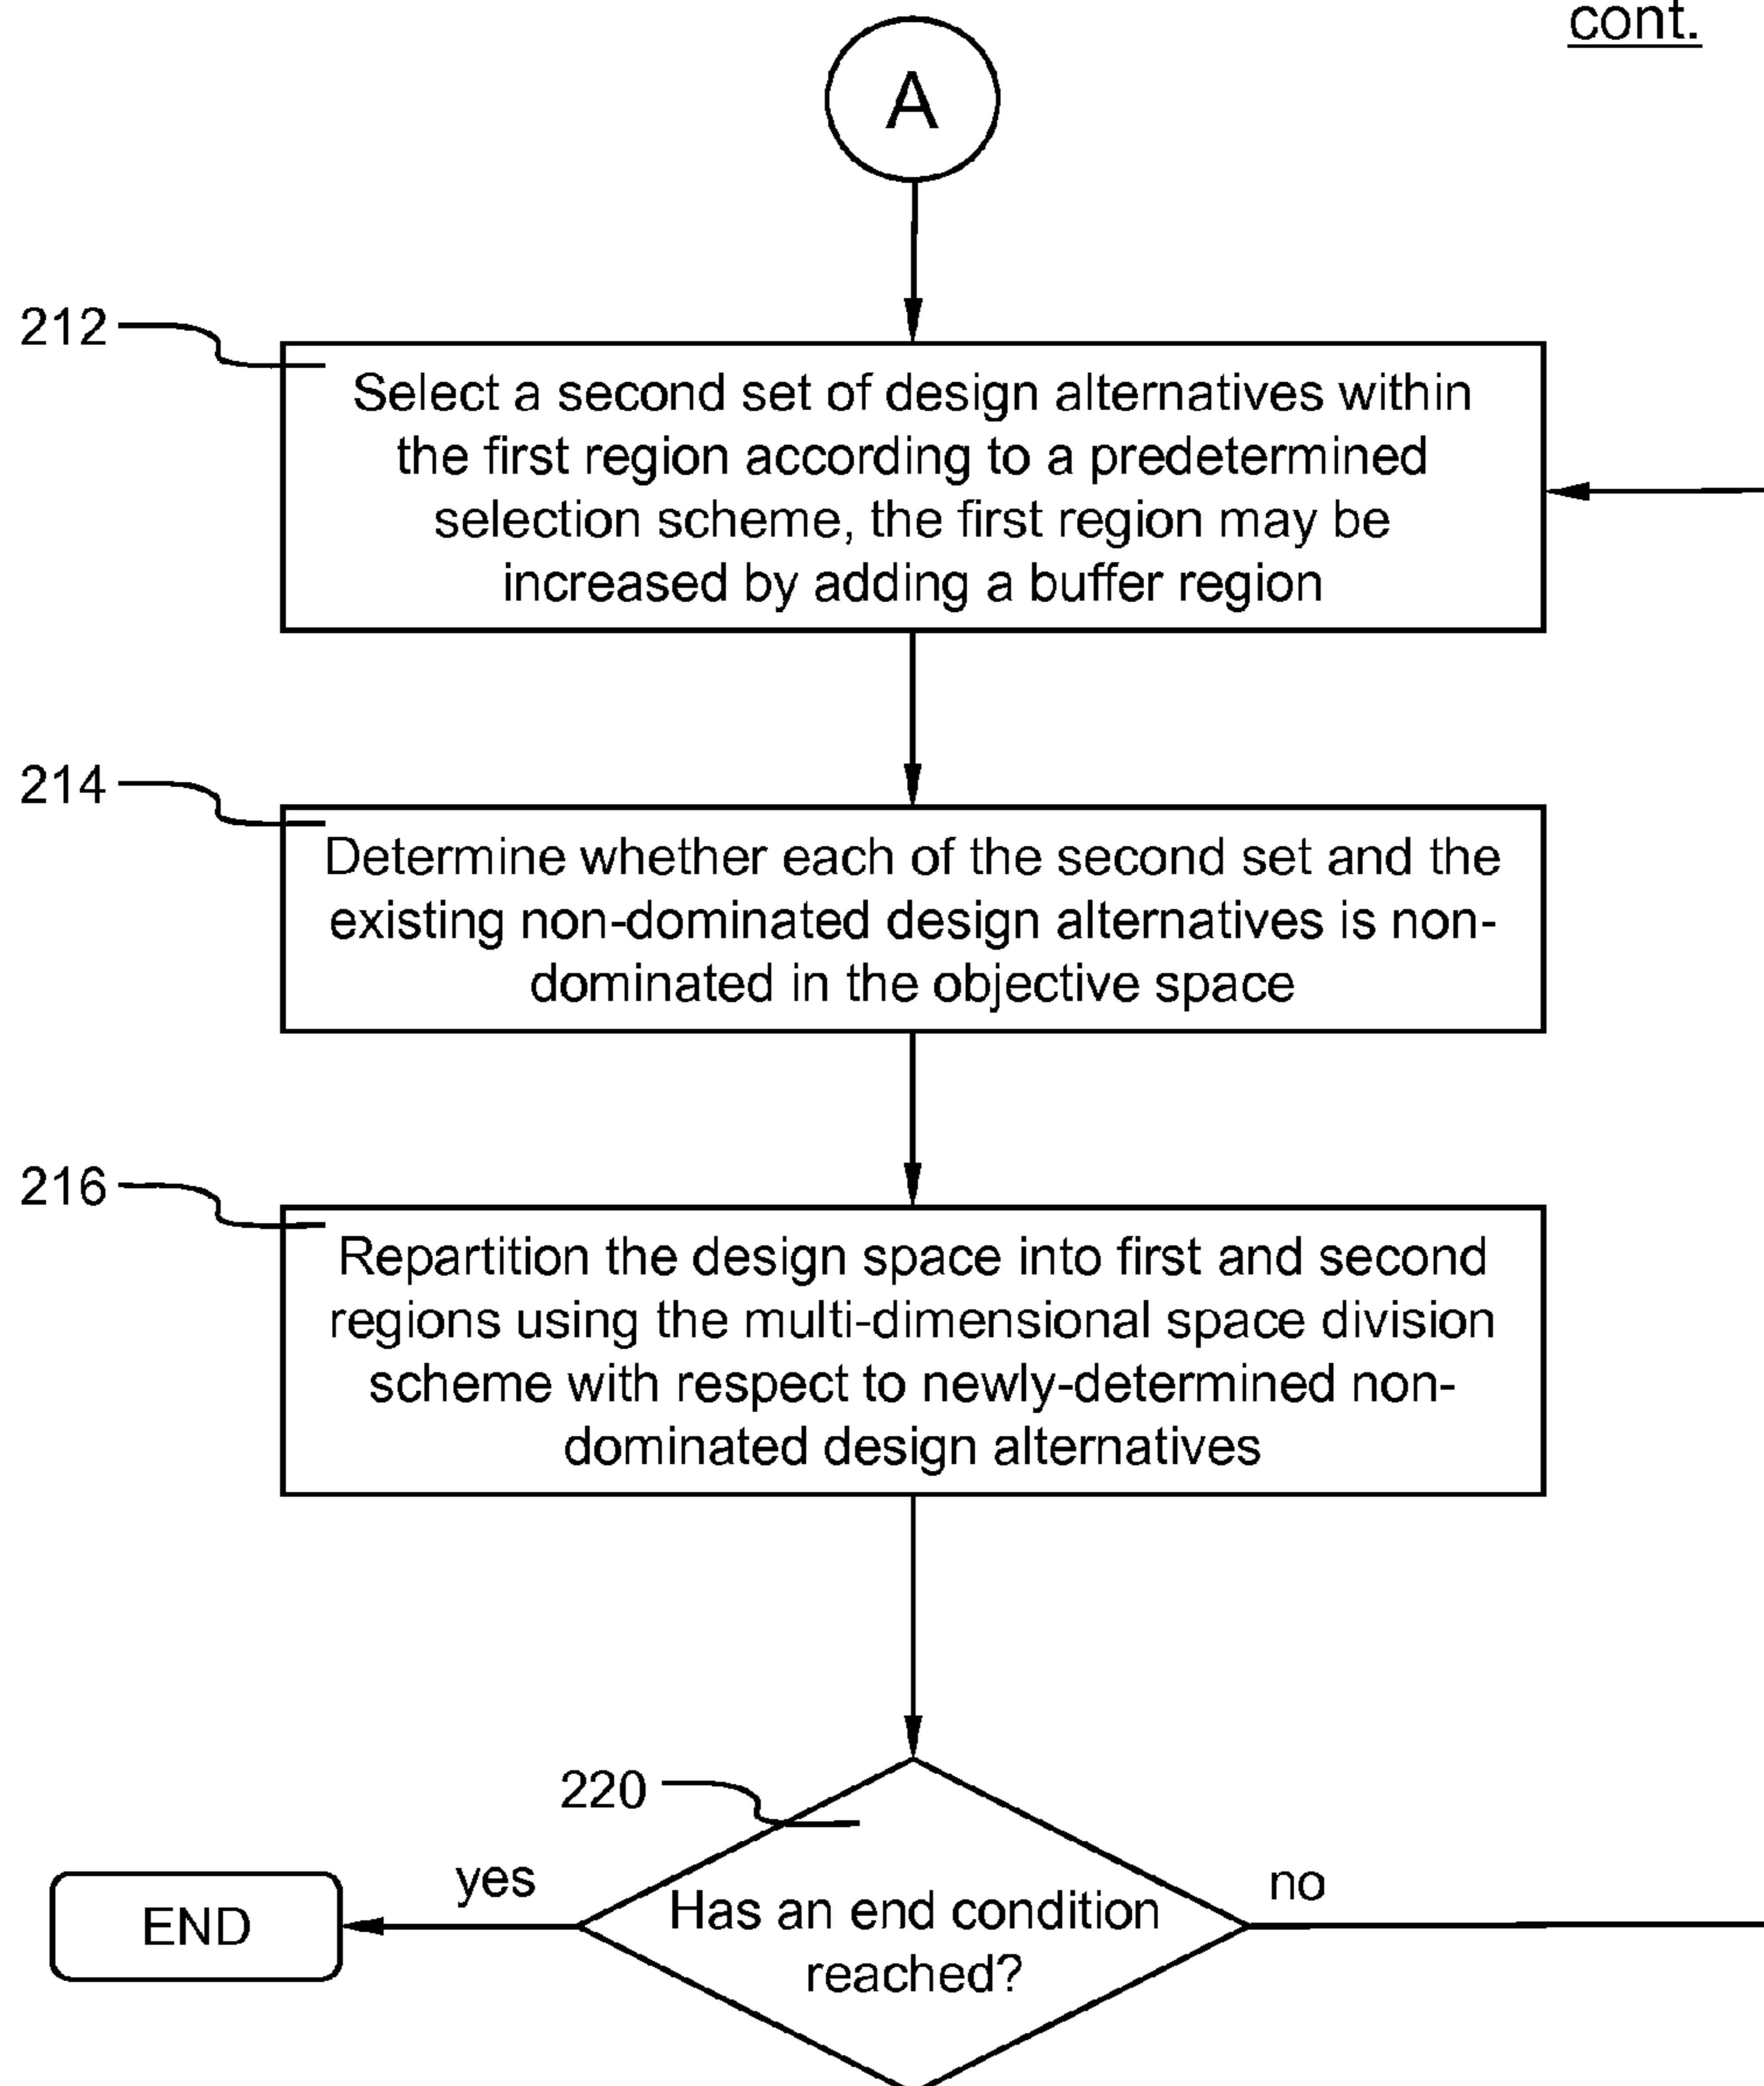 cont.
A
212
Select a second set of design alternatives within
the first region according to a predetermined
selection scheme, the first region may be
increased by adding a buffer region
214
Determine whether each of the second set and the
existing non-dominated design alternatives is non-
dominated in the objective space
216
Repartition the design space into first and second
regions using the multi-dimensional space division
scheme with respect to newly-determined non-
dominated design alternatives
220
yes
no
END
Has an end condition
reached?